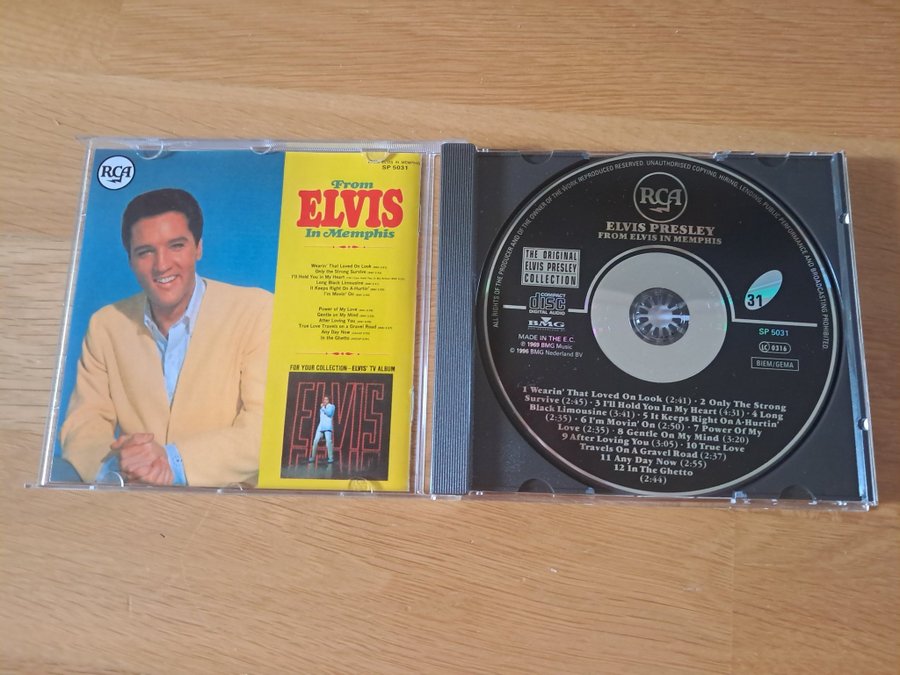 RCA
FROM ELVIS IN MEMPHIS
SP 5031
From
ELVIS
In Memphis
Wearin' That Loved On Look
Only the Strong Survive
I'll Hold You in My Heart
Long Black Limousine
It Keeps Right On A-Hurtin'
I'm Movin' On
Power of My Love
Gentle on My Mind
After Loving You
True Love Travels on a Gravel Road
Any Day Now
In the Ghetto
FOR YOUR COLLECTION—ELVIS' TV ALBUM
ELVIS
ALL RIGHTS OF THE PRODUCER AND OF THE OWNER OF THE WORK REPRODUCED RESERVED. UNAUTHORISED COPYING, HIRING, LENDING, PUBLIC PERFORMANCE AND BROADCASTING PROHIBITED
RCA
ELVIS PRESLEY
FROM ELVIS IN MEMPHIS
THE ORIGINAL
ELVIS PRESLEY
COLLECTION
COMPACT
disc
DIGITAL AUDIO
BMG
MADE IN THE E.C.
℗ 1969 BMG Music
© 1996 BMG Nederland BV
31
SP 5031
LC 0316
BIEM/GEMA
1 Wearin' That Loved On Look (2:41) · 2 Only The Strong
Survive (2:45) · 3 I'll Hold You In My Heart (4:31) · 4 Long
Black Limousine (3:41) · 5 It Keeps Right On A-Hurtin'
(2:35) · 6 I'm Movin' On (2:50) · 7 Power Of My
Love (2:35) · 8 Gentle On My Mind (3:20)
9 After Loving You (3:05) · 10 True Love
Travels On A Gravel Road (2:37)
11 Any Day Now (2:55)
12 In The Ghetto
(2:44)